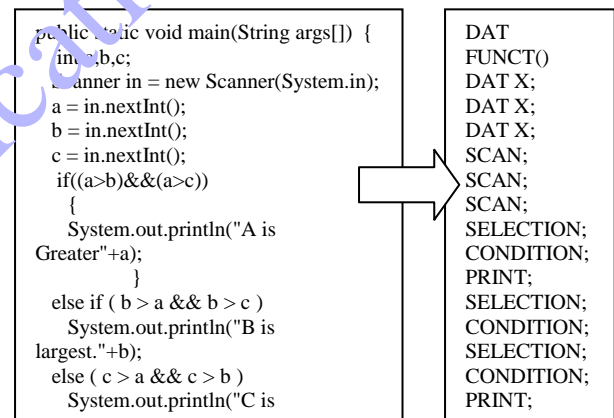 public static void main(String args[]) {
int a,b,c;
Scanner in = new Scanner(System.in);
a = in.nextInt();
b = in.nextInt();
c = in.nextInt();
if((a>b)&&(a>c))
{
System.out.println("A is
Greater"+a);
}
else if ( b > a && b > c )
System.out.println("B is
largest."+b);
else ( c > a && c > b )
System.out.println("C is
DAT
FUNCT()
DAT X;
DAT X;
DAT X;
SCAN;
SCAN;
SCAN;
SELECTION;
CONDITION;
PRINT;
SELECTION;
CONDITION;
SELECTION;
CONDITION;
PRINT;